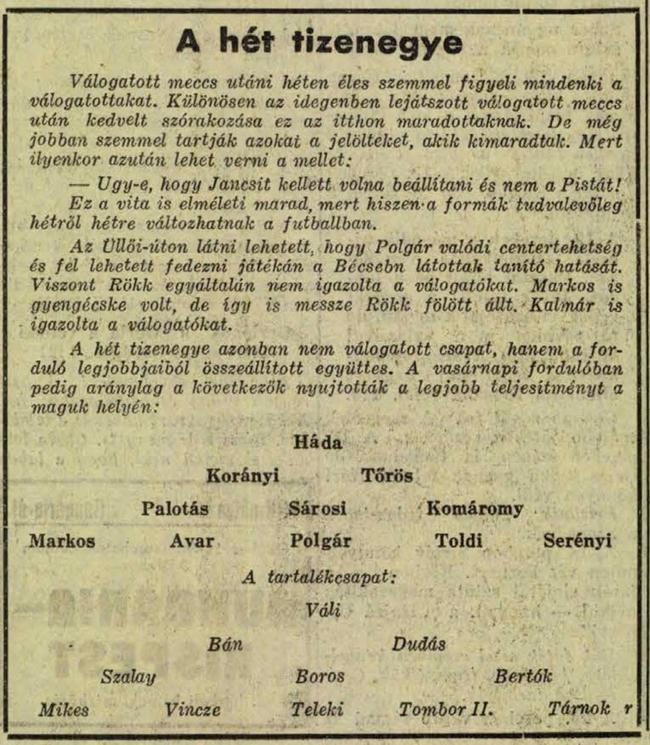 A hét tizenegye
Válogatott meccs utáni héten éles szemmel figyeli mindenki a
válogatottakat. Különösen az idegenben lejátszott válogatott meccs
után kedvelt szórakozása ez az itthon maradottaknak. De még
jobban szemmel tartják azokat a jelölteket, akik kimaradtak. Mert
ilyenkor azután lehet verni a mellet:
— Ugy-e, hogy Jancsit kellett volna beállítani és nem a Pistát!
Ez a vita is elméleti marad, mert hiszen a formák tudvalevőleg
hétről hétre változhatnak a futballban.
Az Üllői-úton látni lehetett, hogy Polgár valódi centertehetség
és fel lehetett fedezni játékán a Bécsebn látottak tanító hatását.
Viszont Rökk egyáltalán nem igazolta a válogatókat. Markos is
gyengécske volt, de így is messze Rökk fölött állt. Kalmár is
igazolta a válogatókat.
A hét tizenegye azonban nem válogatott csapat, hanem a for-
duló legjobbjaiból összeállított együttes. A vasárnapi fordulóban
pedig aránylag a következők nyujtották a legjobb teljesítményt a
maguk helyén:
Háda
Korányi Tőrös
Palotás Sárosi Komáromy
Markos Avar Polgár Toldi Serényi
A tartalékcsapat:
Váli
Bán Dudás
Szalay Boros Bertók
Mikes Vincze Teleki Tombor II. Tárnok r